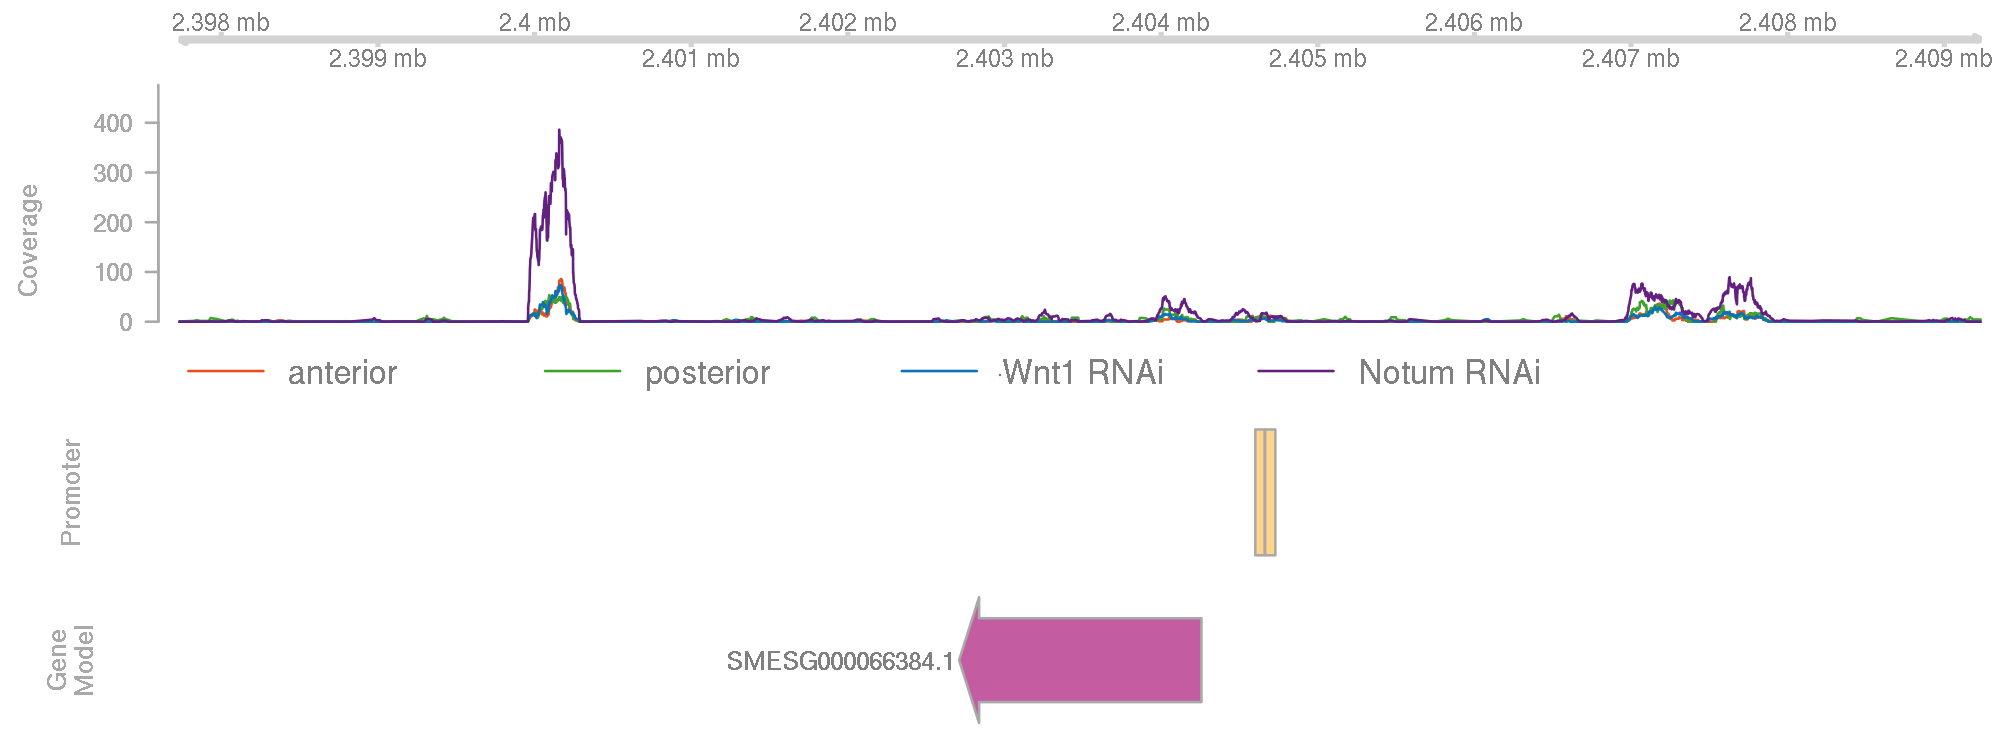 2.398 mb 2.4 mb 2.402 mb 2.404 mb 2.406 mb 2.408 mb
2.399 mb 2.401 mb 2.403 mb 2.405 mb 2.407 mb 2.409 mb
Coverage
400
300
200
100
0
anterior posterior Wnt1 RNAi Notum RNAi
Promoter
Gene
Model
SMESG000066384.1